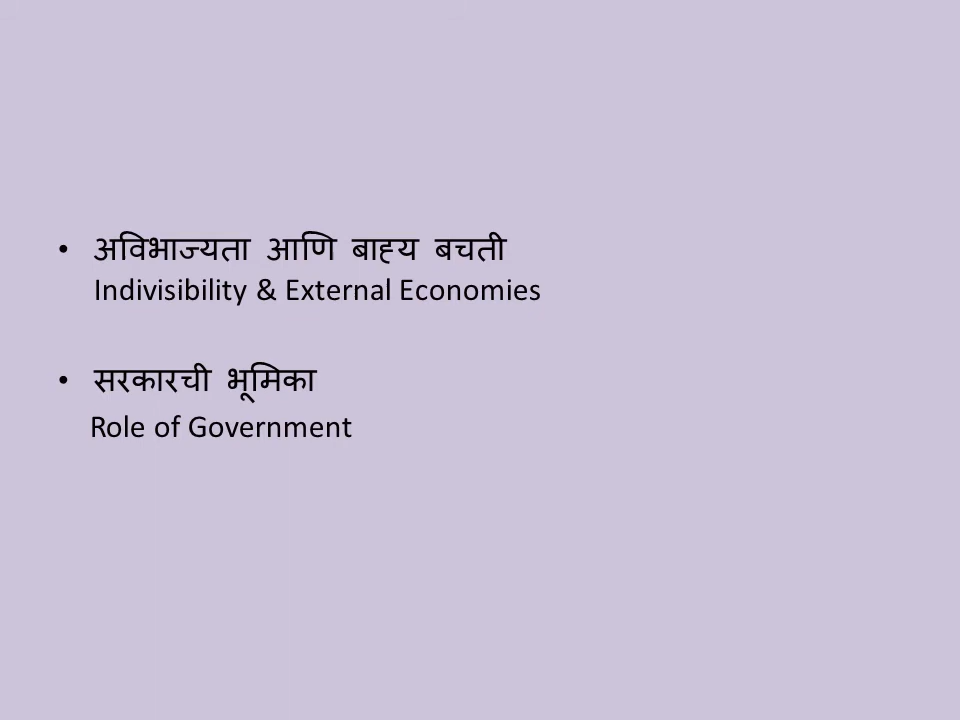 • अविभाज्यता आणि बाह्य बचती
Indivisibility & External Economies
• सरकारची भूमिका
Role of Government